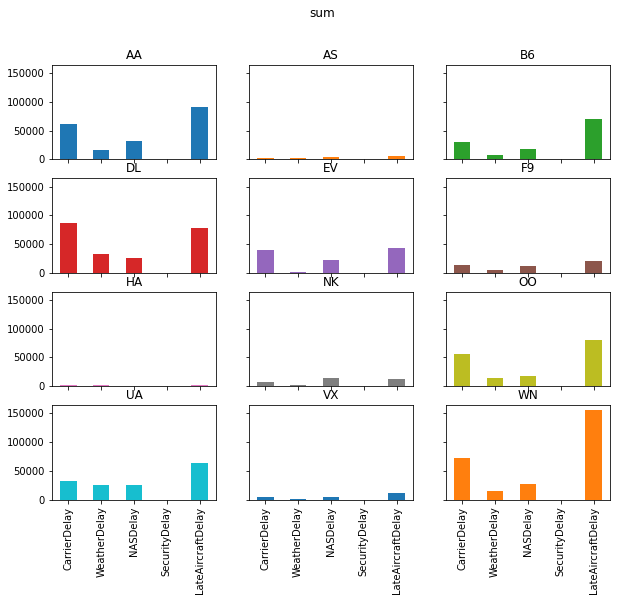 sum
AA
AS
B6
150000
100000
50000
0
DL
EV
F9
150000
100000
50000
0
HA
NK
OO
150000
100000
50000
0
UA
VX
WN
150000
100000
50000
0
CarrierDelay
WeatherDelay
NASDelay
SecurityDelay
LateAircraftDelay
CarrierDelay
WeatherDelay
NASDelay
SecurityDelay
LateAircraftDelay
CarrierDelay
WeatherDelay
NASDelay
SecurityDelay
LateAircraftDelay